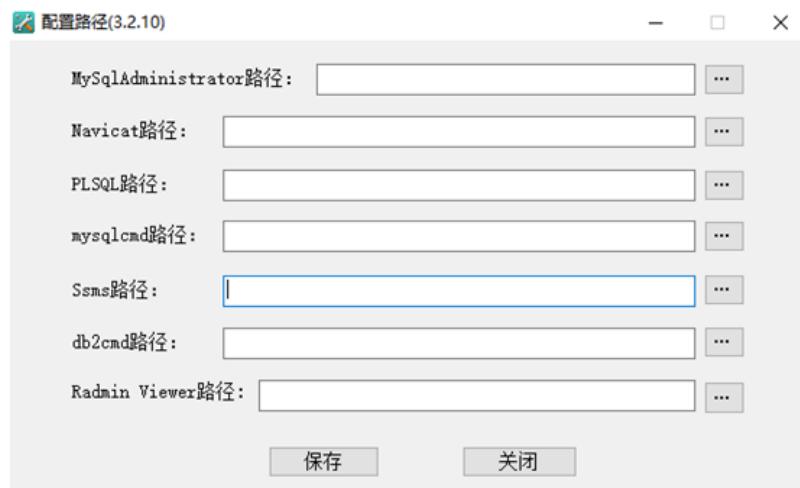 配置路径(3.2.10)
MySqlAdministrator路径： ...
Navicat路径： ...
PLSQL路径： ...
mysqlcmd路径： ...
Ssms路径： ...
db2cmd路径： ...
Radmin Viewer路径： ...
保存 关闭